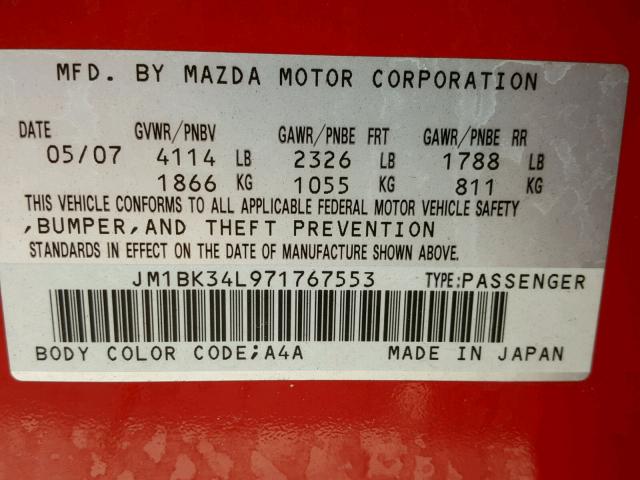 MFD. BY MAZDA MOTOR CORPORATION
DATE GVWR/PNBV GAWR/PNBE FRT GAWR/PNBE RR
05/07 4114 LB 2326 LB 1788 LB
1866 KG 1055 KG 811 KG
THIS VEHICLE CONFORMS TO ALL APPLICABLE FEDERAL MOTOR VEHICLE SAFETY
,BUMPER,AND THEFT PREVENTION
STANDARDS IN EFFECT ON THE DATE OF MANUFACTURE SHOWN ABOVE.
JM1BK34L971767553 TYPE:PASSENGER
BODY COLOR CODE;A4A MADE IN JAPAN